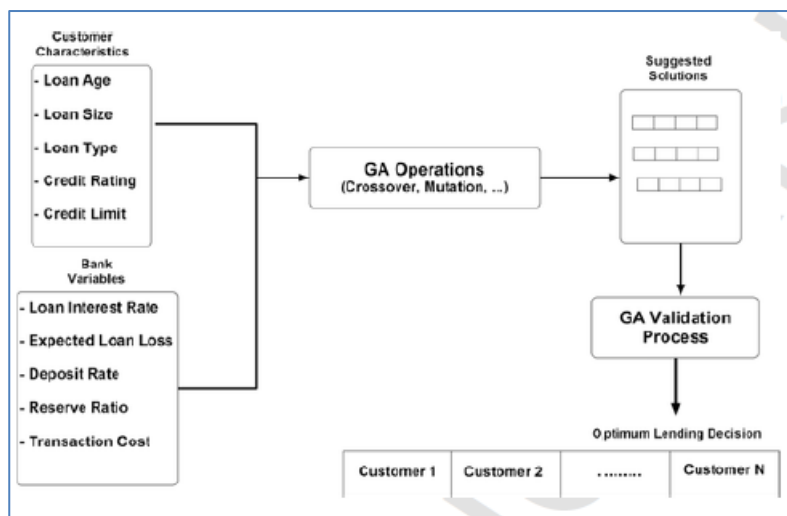 Customer
Characteristics
- Loan Age
- Loan Size
- Loan Type
- Credit Rating
- Credit Limit
Bank
Variables
- Loan Interest Rate
- Expected Loan Loss
- Deposit Rate
- Reserve Ratio
- Transaction Cost
GA Operations
(Crossover, Mutation, ...)
Suggested
Solutions
GA Validation
Process
Optimum Lending Decision
Customer 1 Customer 2 ......... Customer N